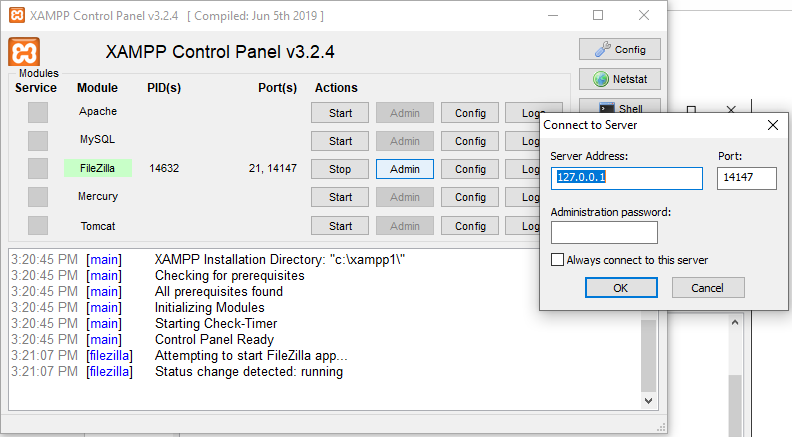 XAMPP Control Panel v3.2.4 [ Compiled: Jun 5th 2019 ]
XAMPP Control Panel v3.2.4
Config
Modules
Service Module PID(s) Port(s) Actions
Netstat
Shell
Apache Start Admin Config Logs
MySQL Start Admin Config
FileZilla 14632 21, 14147 Stop Admin Config
Mercury Start Admin Config
Tomcat Start Admin Config
Connect to Server
Server Address: Port:
127.0.0.1 14147
Administration password:
Always connect to this server
OK Cancel
3:20:45 PM [main] XAMPP Installation Directory: "c:\xampp1\"
3:20:45 PM [main] Checking for prerequisites
3:20:45 PM [main] All prerequisites found
3:20:45 PM [main] Initializing Modules
3:20:45 PM [main] Starting Check-Timer
3:20:45 PM [main] Control Panel Ready
3:21:07 PM [filezilla] Attempting to start FileZilla app...
3:21:07 PM [filezilla] Status change detected: running